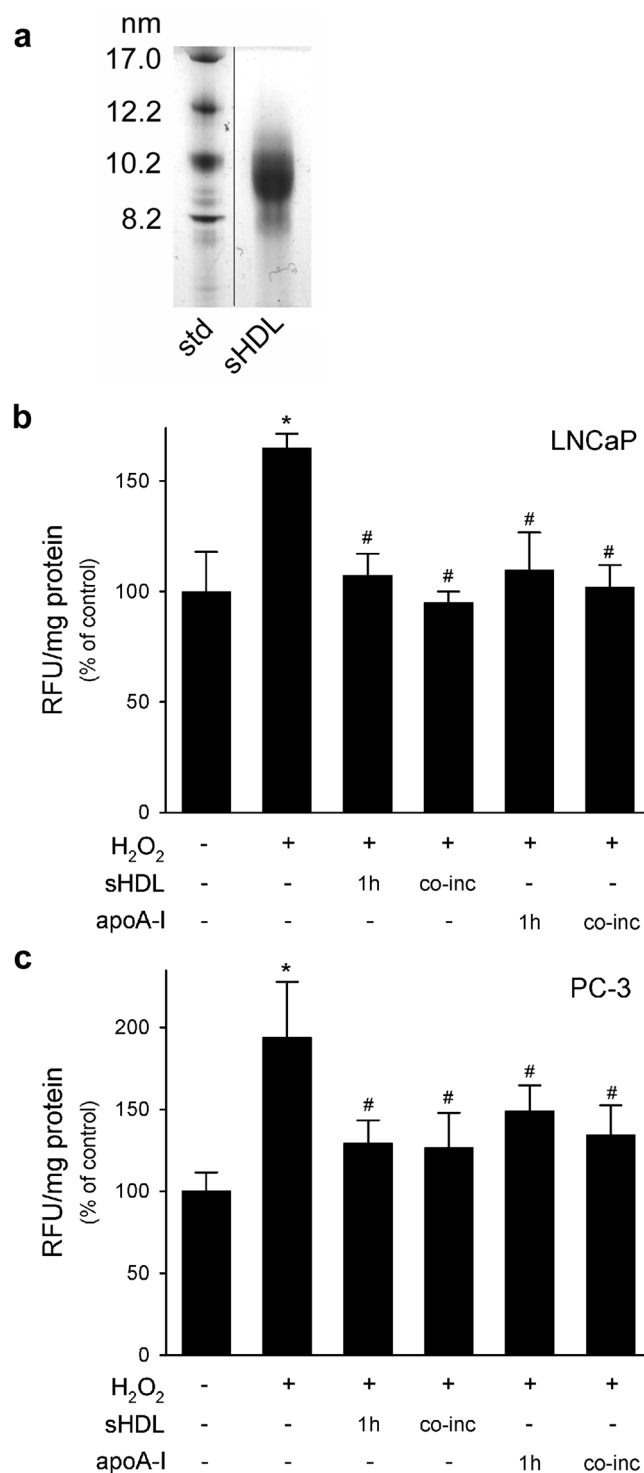 a
nm
17.0
12.2
10.2
8.2
std sHDL
b
LNCaP
RFU/mg protein
(% of control)
150
100
50
0
*
#
#
#
#
H₂O₂ - + + + + +
sHDL - - 1h co-inc - -
apoA-I - - - - 1h co-inc
c
PC-3
RFU/mg protein
(% of control)
200
150
100
50
0
*
#
#
#
#
H₂O₂ - + + + + +
sHDL - - 1h co-inc - -
apoA-I - - - - 1h co-inc